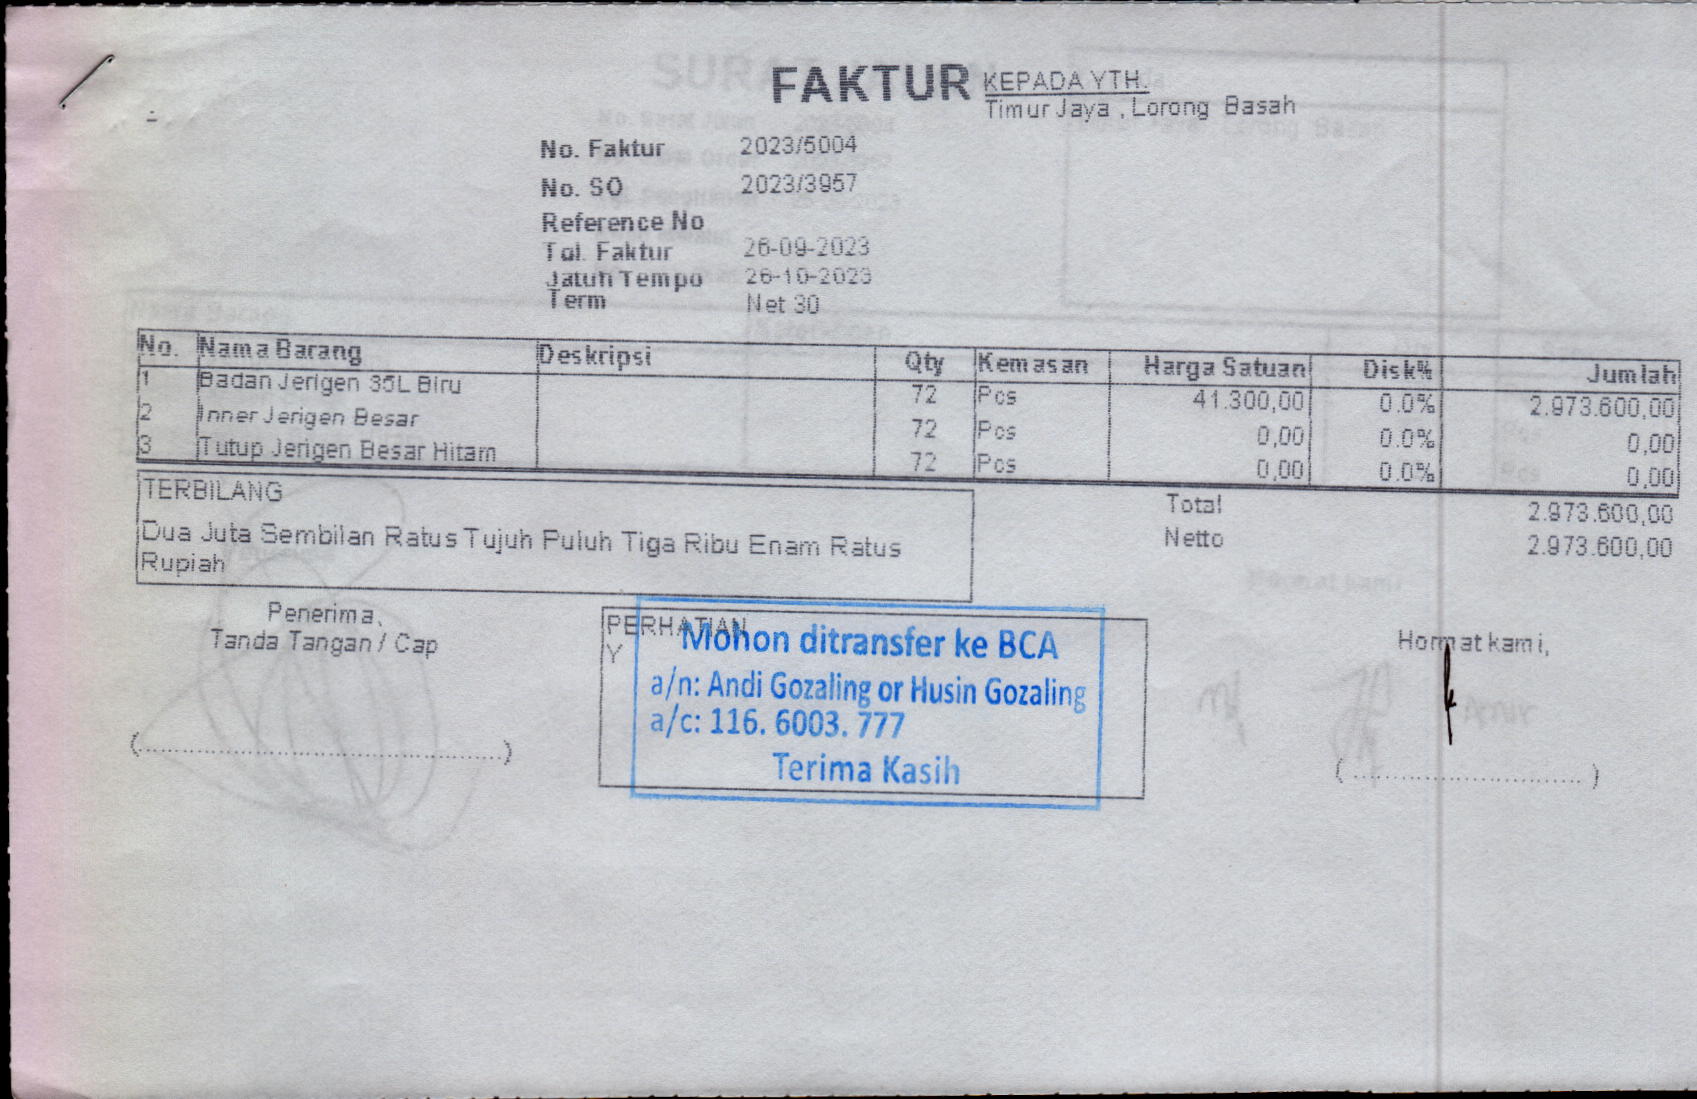 FAKTUR
KEPADA YTH.
Timur Jaya , Lorong Basah
No. Faktur 2023/5004
No. SO 2023/3957
Reference No
Tgl. Faktur 26-09-2023
Jatuh Tempo 26-10-2023
Term Net 30
No. Nama Barang Deskripsi Qty Kemasan Harga Satuan Disk% Jumlah
1 Badan Jerigen 35L Biru 72 Pcs 41.300,00 0.0% 2.973.600,00
2 Inner Jerigen Besar 72 Pcs 0,00 0.0% 0,00
3 Tutup Jerigen Besar Hitam 72 Pcs 0,00 0.0% 0,00
TERBILANG
Dua Juta Sembilan Ratus Tujuh Puluh Tiga Ribu Enam Ratus
Rupiah
Total 2.973.600,00
Netto 2.973.600,00
Penerima,
Tanda Tangan / Cap
(..................................................)
PERHATIAN
Y
Mohon ditransfer ke BCA
a/n: Andi Gozaling or Husin Gozaling
a/c: 116. 6003. 777
Terima Kasih
Hormat kami,
(................................)